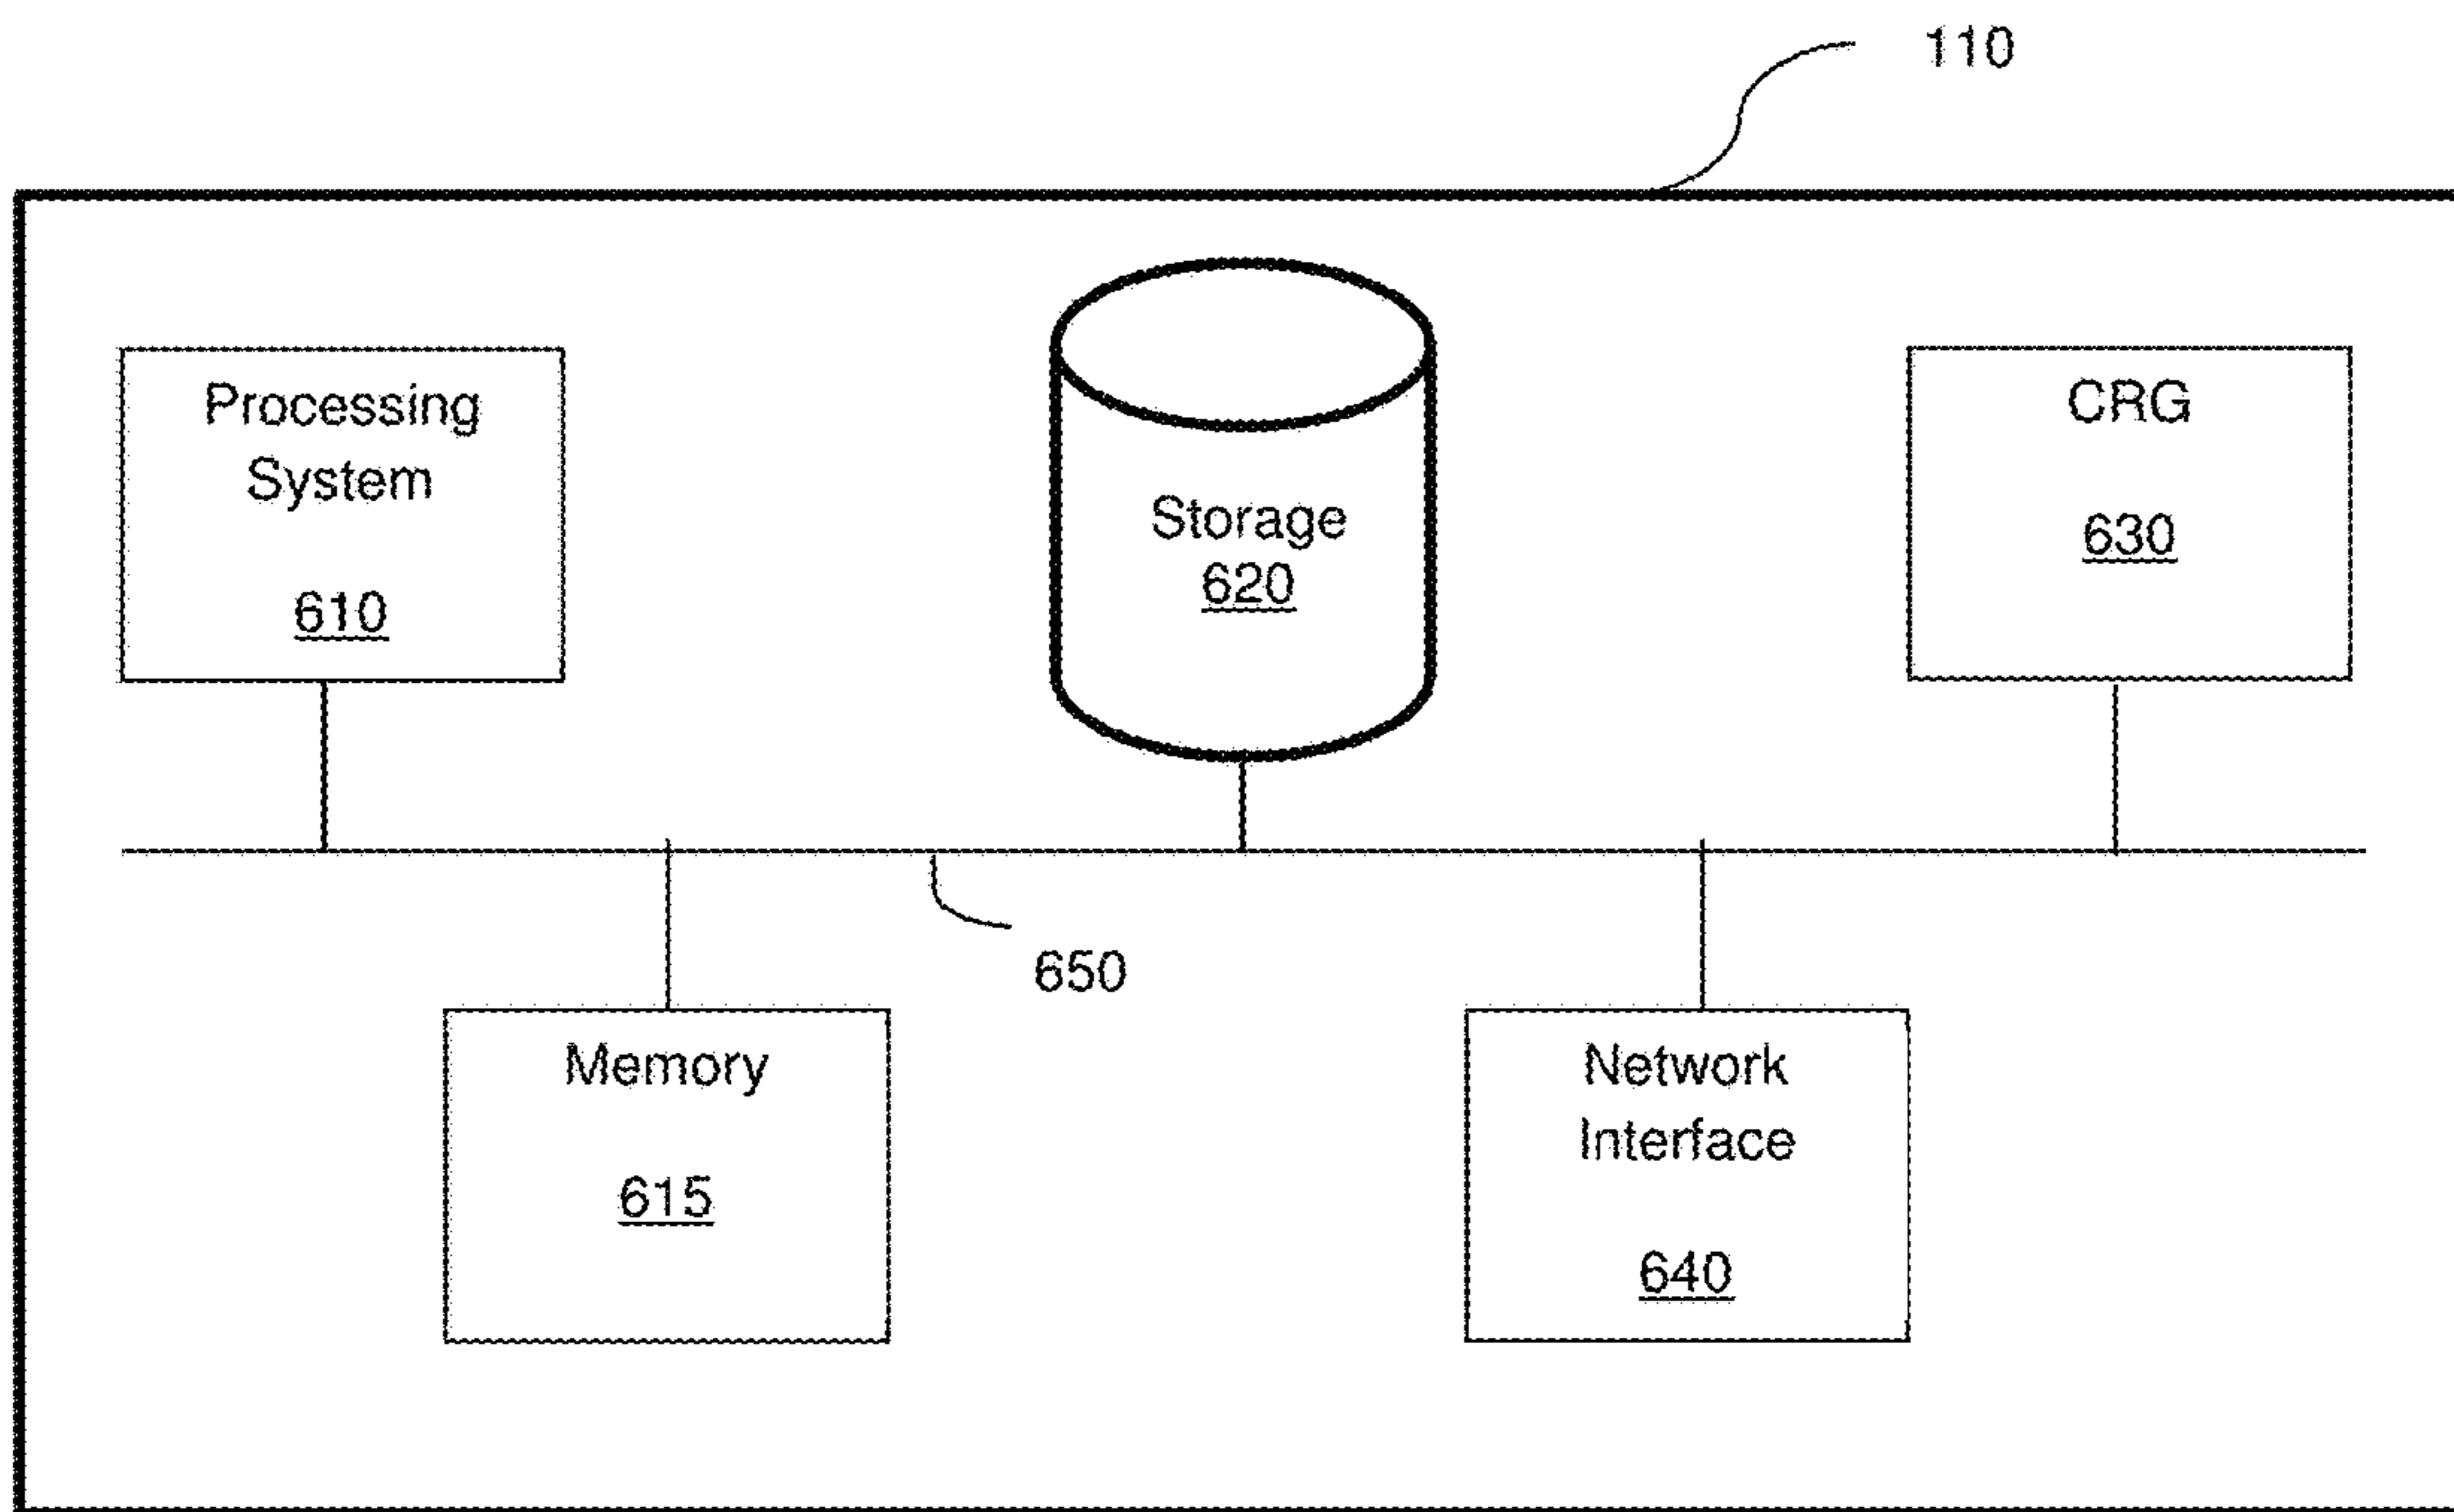 110
Processing
System
610
Storage
620
CRG
630
650
Memory
615
Network
Interface
640